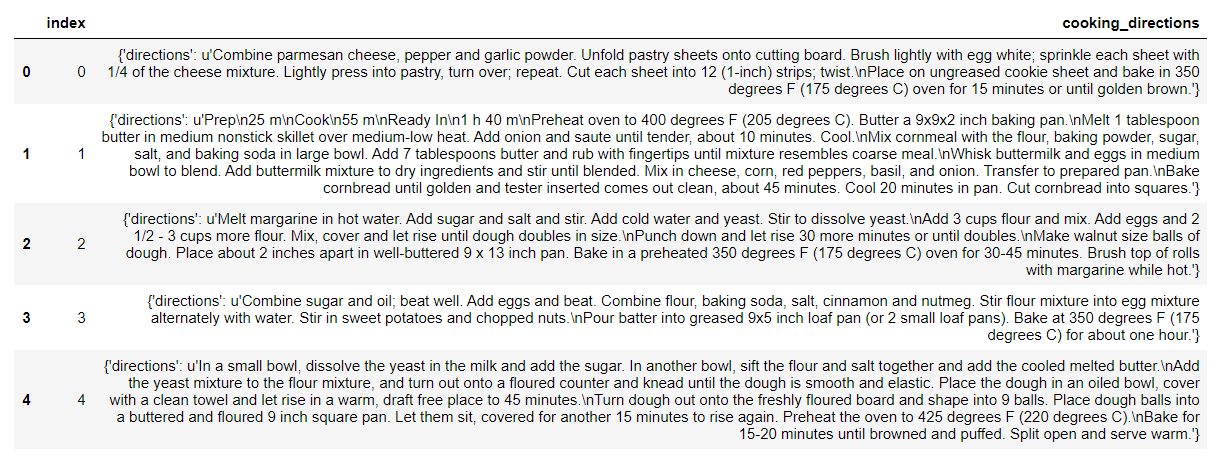 index cooking_directions
{'directions': u'Combine parmesan cheese, pepper and garlic powder. Unfold pastry sheets onto cutting board. Brush lightly with egg white; sprinkle each sheet with
0 0 1/4 of the cheese mixture. Lightly press into pastry, turn over; repeat. Cut each sheet into 12 (1-inch) strips; twist.\nPlace on ungreased cookie sheet and bake in 350
degrees F (175 degrees C) oven for 15 minutes or until golden brown.'}
{'directions': u'Prep\n25 m\nCook\n55 m\nReady In\n1 h 40 m\nPreheat oven to 400 degrees F (205 degrees C). Butter a 9x9x2 inch baking pan.\nMelt 1 tablespoon
butter in medium nonstick skillet over medium-low heat. Add onion and saute until tender, about 10 minutes. Cool.\nMix cornmeal with the flour, baking powder, sugar,
1 1 salt, and baking soda in large bowl. Add 7 tablespoons butter and rub with fingertips until mixture resembles coarse meal.\nWhisk buttermilk and eggs in medium
bowl to blend. Add buttermilk mixture to dry ingredients and stir until blended. Mix in cheese, corn, red peppers, basil, and onion. Transfer to prepared pan.\nBake
cornbread until golden and tester inserted comes out clean, about 45 minutes. Cool 20 minutes in pan. Cut cornbread into squares.'}
{'directions': u'Melt margarine in hot water. Add sugar and salt and stir. Add cold water and yeast. Stir to dissolve yeast.\nAdd 3 cups flour and mix. Add eggs and 2
1/2 - 3 cups more flour. Mix, cover and let rise until dough doubles in size.\nPunch down and let rise 30 more minutes or until doubles.\nMake walnut size balls of
2 2 dough. Place about 2 inches apart in well-buttered 9 x 13 inch pan. Bake in a preheated 350 degrees F (175 degrees C) oven for 30-45 minutes. Brush top of rolls
with margarine while hot.'}
{'directions': u'Combine sugar and oil; beat well. Add eggs and beat. Combine flour, baking soda, salt, cinnamon and nutmeg. Stir flour mixture into egg mixture
3 3 alternately with water. Stir in sweet potatoes and chopped nuts.\nPour batter into greased 9x5 inch loaf pan (or 2 small loaf pans). Bake at 350 degrees F (175
degrees C) for about one hour.'}
{'directions': u'In a small bowl, dissolve the yeast in the milk and add the sugar. In another bowl, sift the flour and salt together and add the cooled melted butter.\nAdd
the yeast mixture to the flour mixture, and turn out onto a floured counter and knead until the dough is smooth and elastic. Place the dough in an oiled bowl, cover
4 4 with a clean towel and let rise in a warm, draft free place to 45 minutes.\nTurn dough out onto the freshly floured board and shape into 9 balls. Place dough balls into
a buttered and floured 9 inch square pan. Let them sit, covered for another 15 minutes to rise again. Preheat the oven to 425 degrees F (220 degrees C).\nBake for
15-20 minutes until browned and puffed. Split open and serve warm.'}